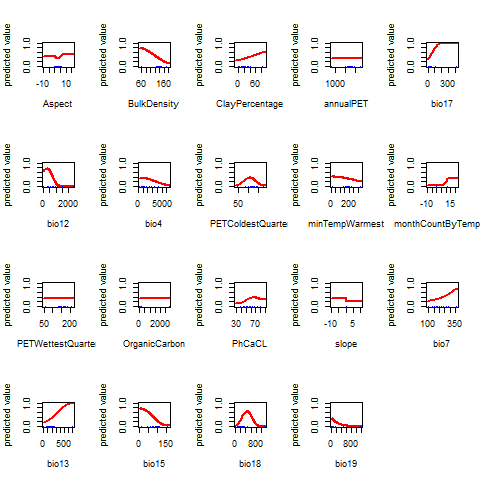 predicted value
0.0 1.0
-10 10
Aspect
predicted value
0.0 1.0
60 160
BulkDensity
predicted value
0.0 1.0
0 60
ClayPercentage
predicted value
0.0 1.0
1000
annualPET
predicted value
0.0 1.0
0 300
bio17
predicted value
0.0 1.0
0 2000
bio12
predicted value
0.0 1.0
0 5000
bio4
predicted value
0.0 1.0
50
PETColdestQuarte
predicted value
0.0 1.0
0 200
minTempWarmest
predicted value
0.0 1.0
-10 15
monthCountByTemp
predicted value
0.0 1.0
50 200
PETWettestQuarte
predicted value
0.0 1.0
0 2000
OrganicCarbon
predicted value
0.0 1.0
30 70
PhCaCL
predicted value
0.0 1.0
-10 5
slope
predicted value
0.0 1.0
100 350
bio7
predicted value
0.0 1.0
0 500
bio13
predicted value
0.0 1.0
0 150
bio15
predicted value
0.0 1.0
0 800
bio18
predicted value
0.0 1.0
0 800
bio19